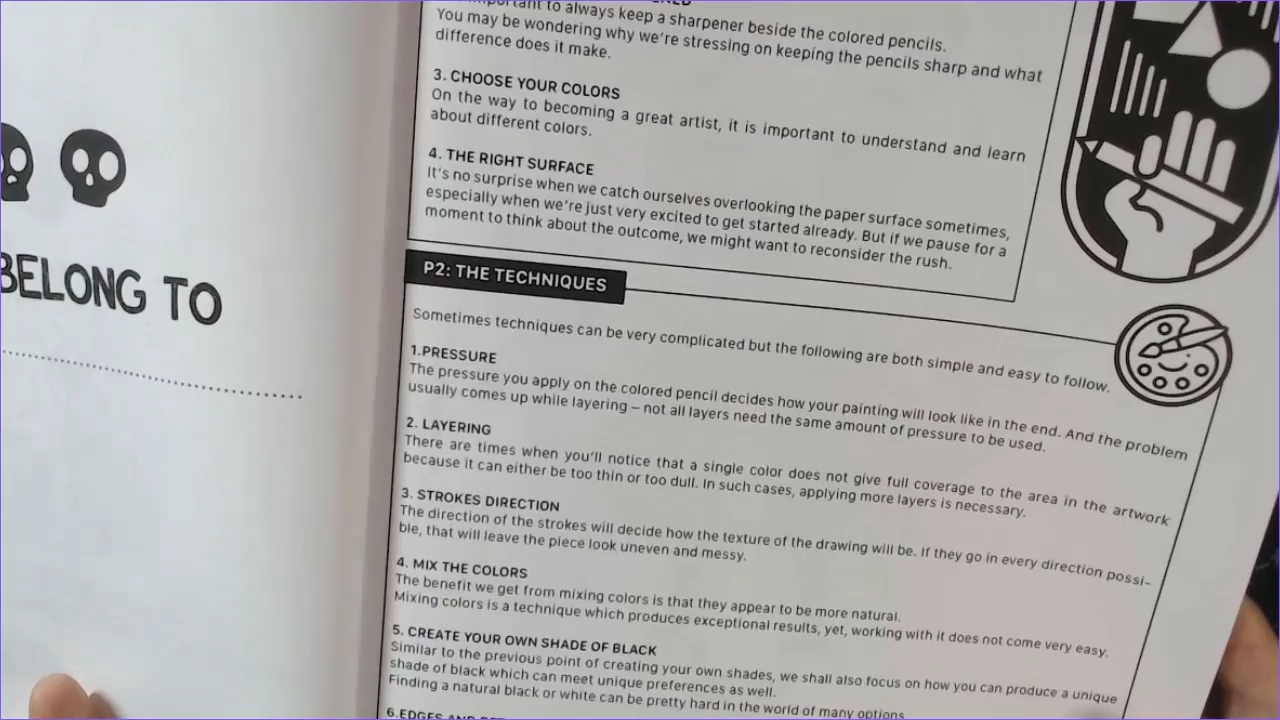 BELONG TO
important to always keep a sharpener beside the colored pencils.
You may be wondering why we're stressing on keeping the pencils sharp and what
difference does it make.
3. CHOOSE YOUR COLORS
On the way to becoming a great artist, it is important to understand and learn
about different colors.
4. THE RIGHT SURFACE
It's no surprise when we catch ourselves overlooking the paper surface sometimes,
especially when we're just very excited to get started already. But if we pause for a
moment to think about the outcome, we might want to reconsider the rush.
P2: THE TECHNIQUES
Sometimes techniques can be very complicated but the following are both simple and easy to follow.
1.PRESSURE
The pressure you apply on the colored pencil decides how your painting will look like in the end. And the problem
usually comes up while layering – not all layers need the same amount of pressure to be used.
2. LAYERING
There are times when you'll notice that a single color does not give full coverage to the area in the artwork
because it can either be too thin or too dull. In such cases, applying more layers is necessary.
3. STROKES DIRECTION
The direction of the strokes will decide how the texture of the drawing will be. If they go in every direction possi-
ble, that will leave the piece look uneven and messy.
4. MIX THE COLORS
The benefit we get from mixing colors is that they appear to be more natural.
Mixing colors is a technique which produces exceptional results, yet, working with it does not come very easy.
5. CREATE YOUR OWN SHADE OF BLACK
Similar to the previous point of creating your own shades, we shall also focus on how you can produce a unique
shade of black which can meet unique preferences as well.
Finding a natural black or white can be pretty hard in the world of many options.
6.EDGES AND